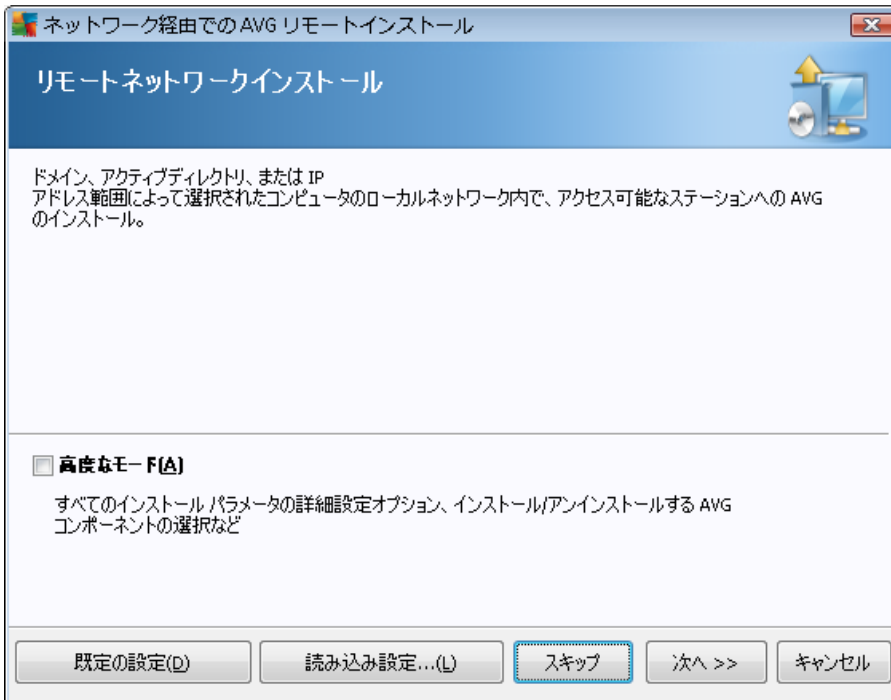 ネットワーク経由での AVG リモートインストール
リモートネットワークインストール
ドメイン、アクティブディレクトリ、または IP
アドレス範囲によって選択されたコンピュータのローカルネットワーク内で、アクセス可能なステーションへの AVG
のインストール。
高度なモード(A)
すべてのインストール パラメータの詳細設定オプション、インストール/アンインストールする AVG
コンポーネントの選択など
既定の設定(D) 読み込み設定...(L) スキップ 次へ >> キャンセル